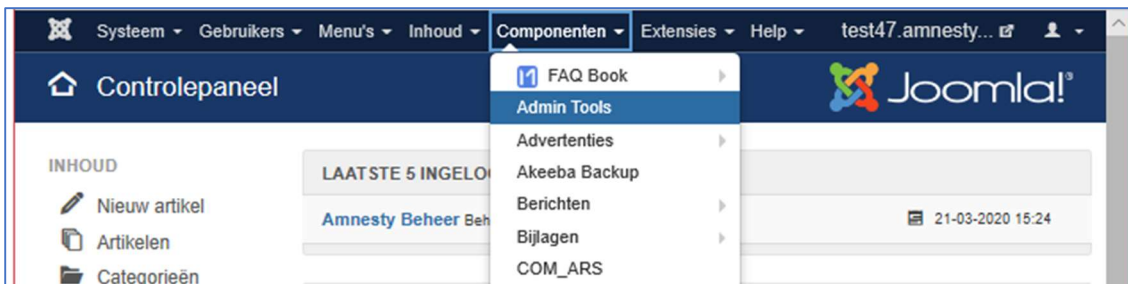 Systeem Gebruikers Menu's Inhoud Componenten Extensies Help test47.amnesty...
Controlepaneel
Joomla!®
FAQ Book
Admin Tools
Advertenties
Akeeba Backup
Berichten
Bijlagen
COM_ARS
INHOUD
Nieuw artikel
Artikelen
Categorieën
LAATSTE 5 INGELO
Amnesty Beheer Beh
21-03-2020 15:24